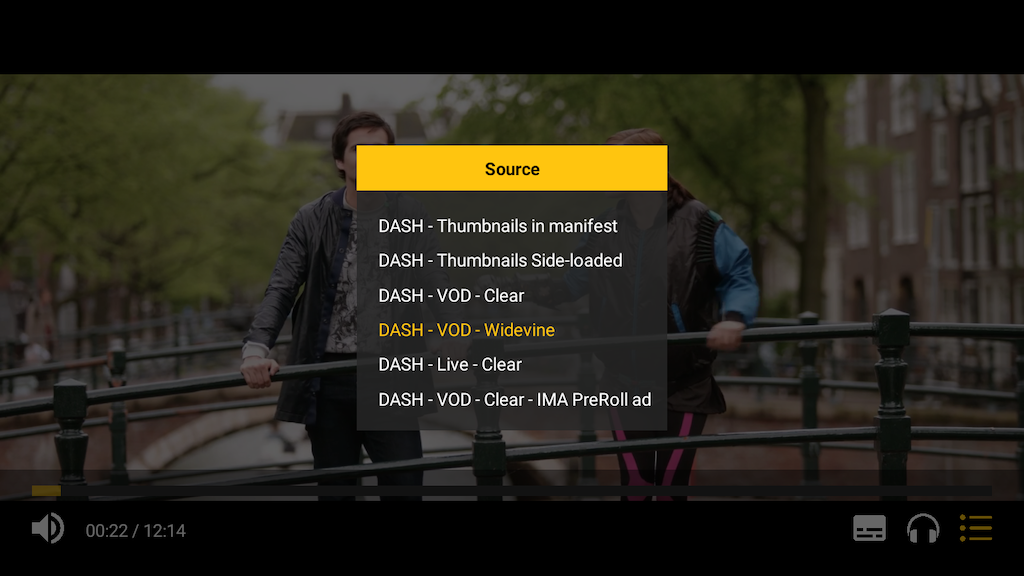 Source
DASH - Thumbnails in manifest
DASH - Thumbnails Side-loaded
DASH - VOD - Clear
DASH - VOD - Widevine
DASH - Live - Clear
DASH - VOD - Clear - IMA PreRoll ad
00:22 / 12:14